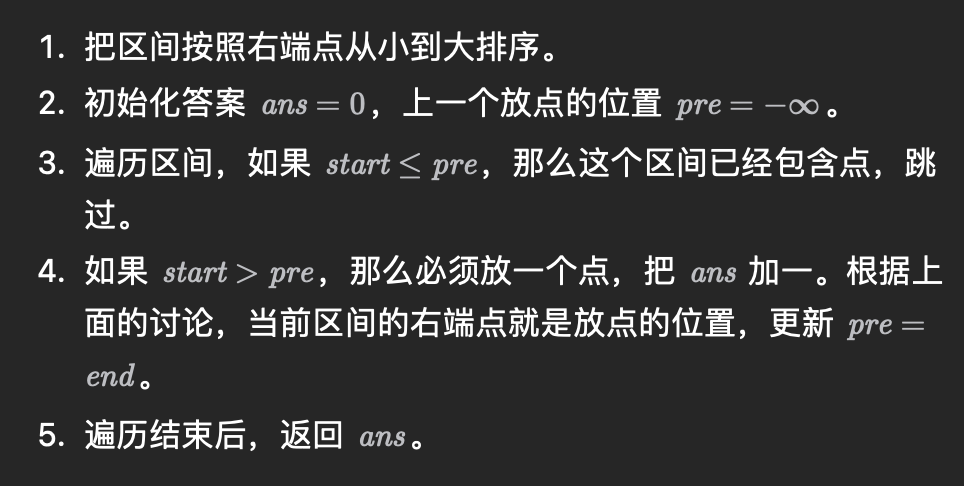 1. 把区间按照右端点从小到大排序。
2. 初始化答案 ans = 0，上一个放点的位置 pre = −∞。
3. 遍历区间，如果 start ≤ pre，那么这个区间已经包含点，跳
过。
4. 如果 start > pre，那么必须放一个点，把 ans 加一。根据上
面的讨论，当前区间的右端点就是放点的位置，更新 pre =
end。
5. 遍历结束后，返回 ans。